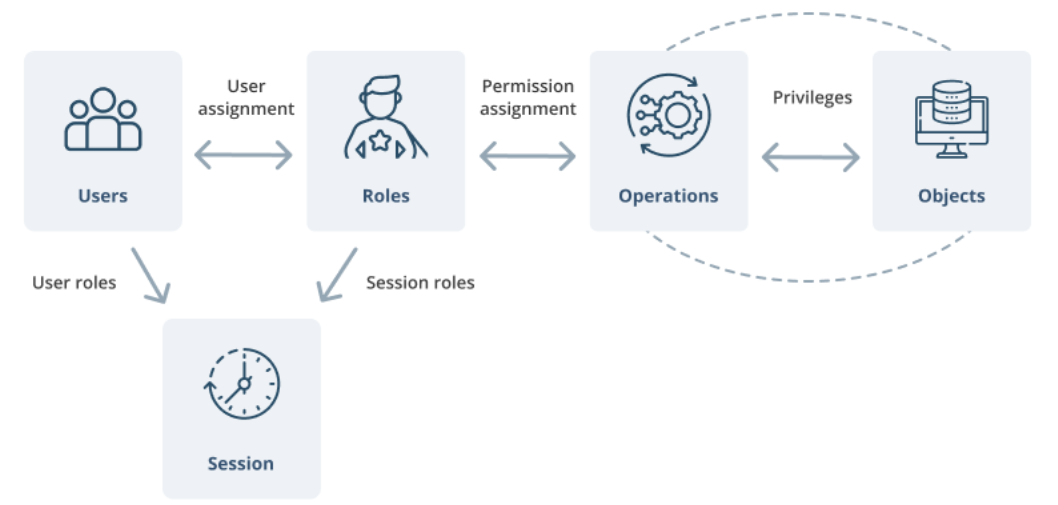 User
assignment
Permission
assignment
Privileges
Users
Roles
Operations
Objects
User roles
Session roles
Session